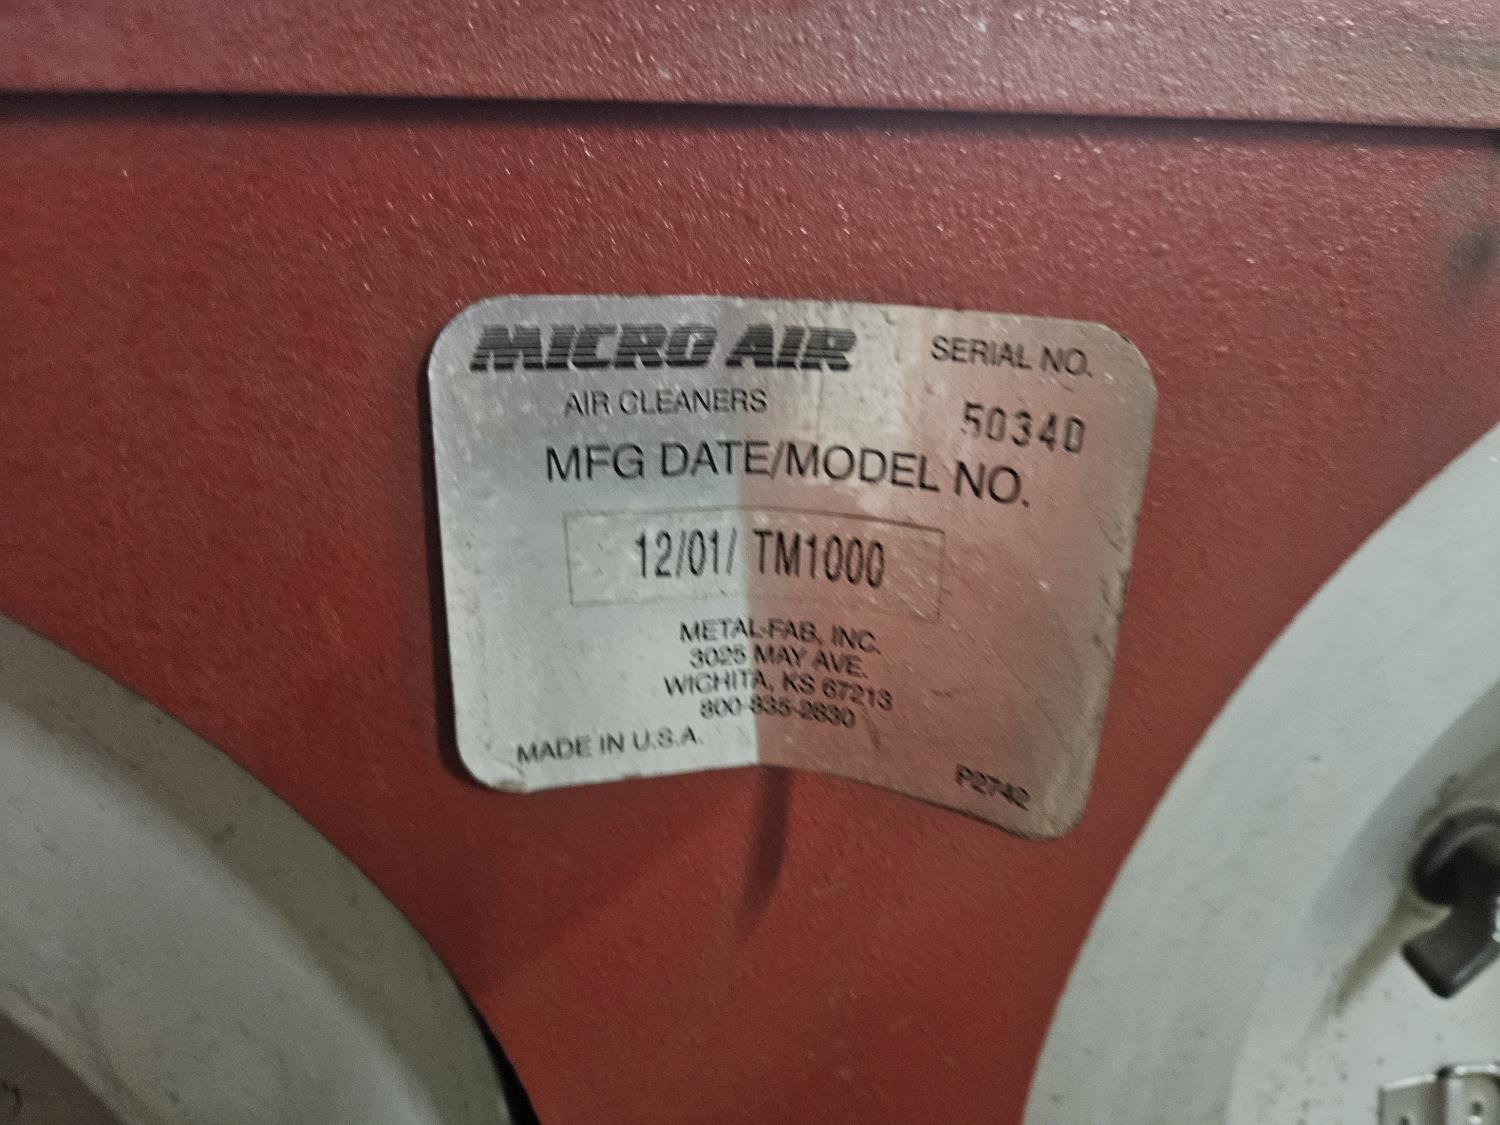 MICRO AIR
AIR CLEANERS
SERIAL NO.
50340
MFG DATE/MODEL NO.
12/01/ TM1000
METAL-FAB, INC.
3025 MAY AVE.
WICHITA, KS 67213
800-835-2830
MADE IN U.S.A.
P2742